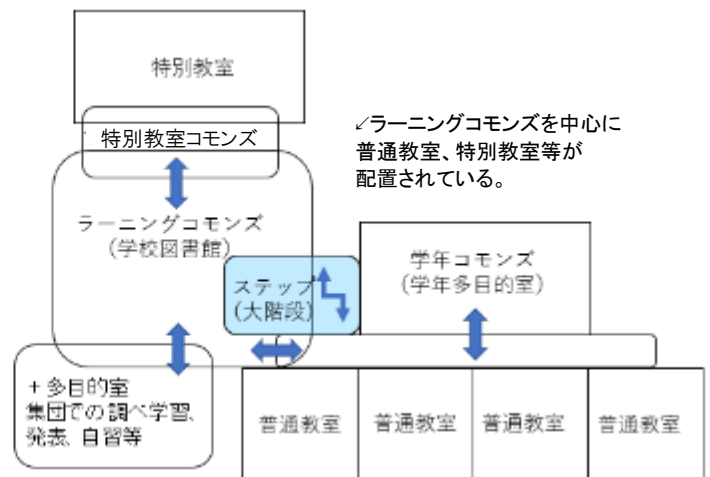 特別教室
特別教室コモンズ
✓ラーニングコモンズを中心に
普通教室、特別教室等が
配置されている。
ラーニングコモンズ
(学校図書館)
学年コモンズ
(学年多目的室)
ステップ
(大階段)
+多目的室
集団での調べ学習、
発表、自習等
普通教室
普通教室
普通教室
普通教室